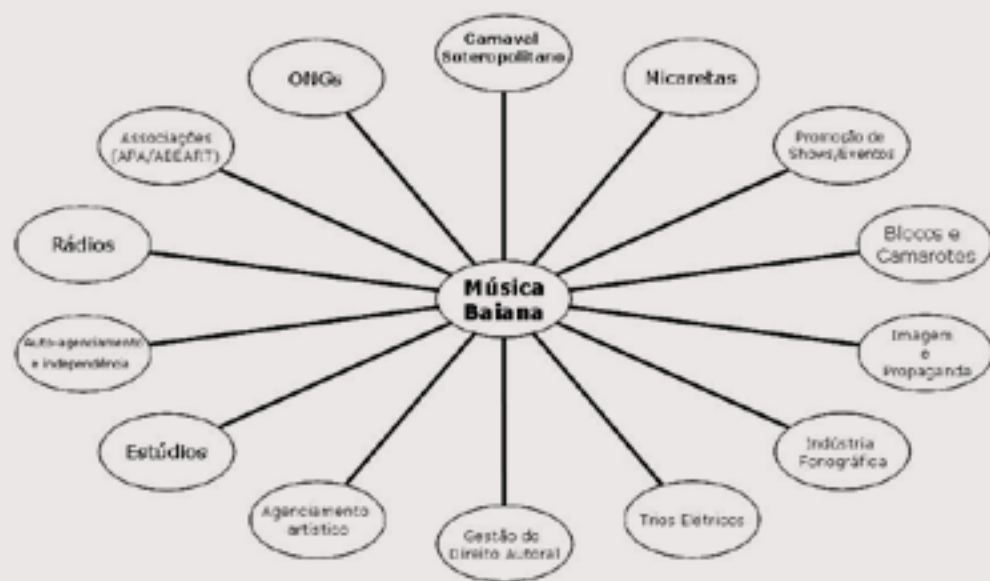 Carnaval
Soteropolitano
ONGs
Micaretas
Associações
Promoção de
Shows/Eventos
Rádios
Blocos e
Camarotes
Música
Baiana
Auto-agenciamento
e independência
Imagem
e
Propaganda
Estúdios
Indústria
Fonográfica
Agenciamento
artístico
Gestão do
Direito Autoral
Trios Elétricos